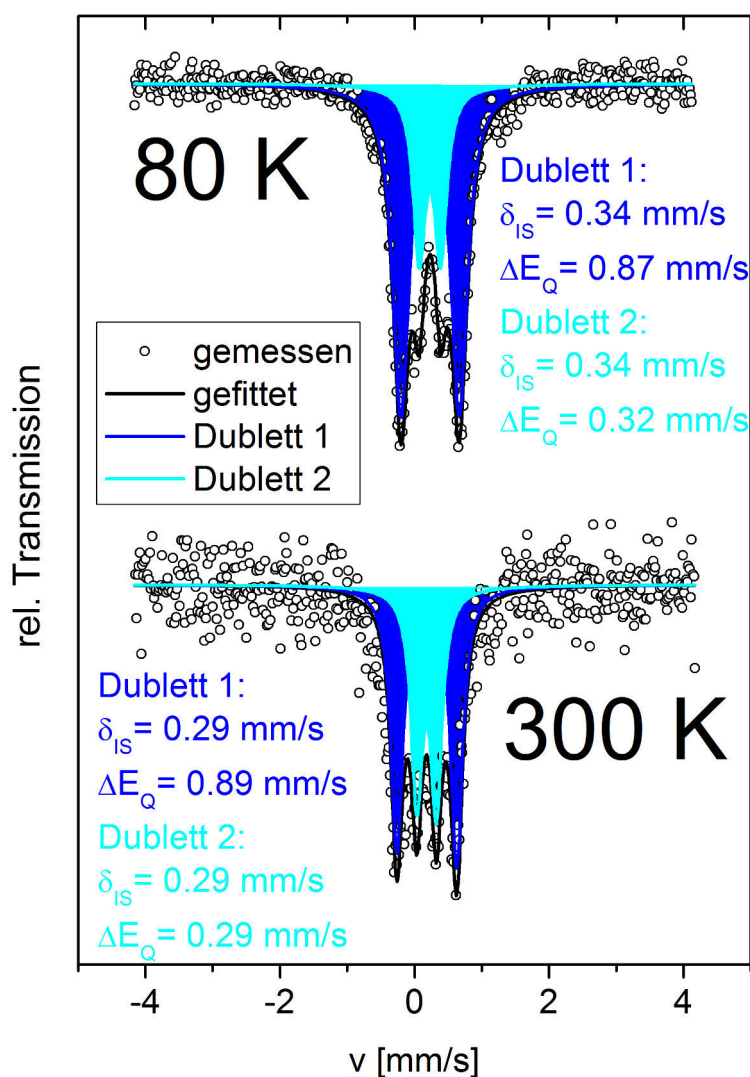 80 K
Dublett 1:
δIS= 0.34 mm/s
ΔEQ= 0.87 mm/s
Dublett 2:
δIS= 0.34 mm/s
ΔEQ= 0.32 mm/s
gemessen
gefittet
Dublett 1
Dublett 2
rel. Transmission
Dublett 1:
δIS= 0.29 mm/s
ΔEQ= 0.89 mm/s
Dublett 2:
δIS= 0.29 mm/s
ΔEQ= 0.29 mm/s
300 K
-4 -2 0 2 4
v [mm/s]